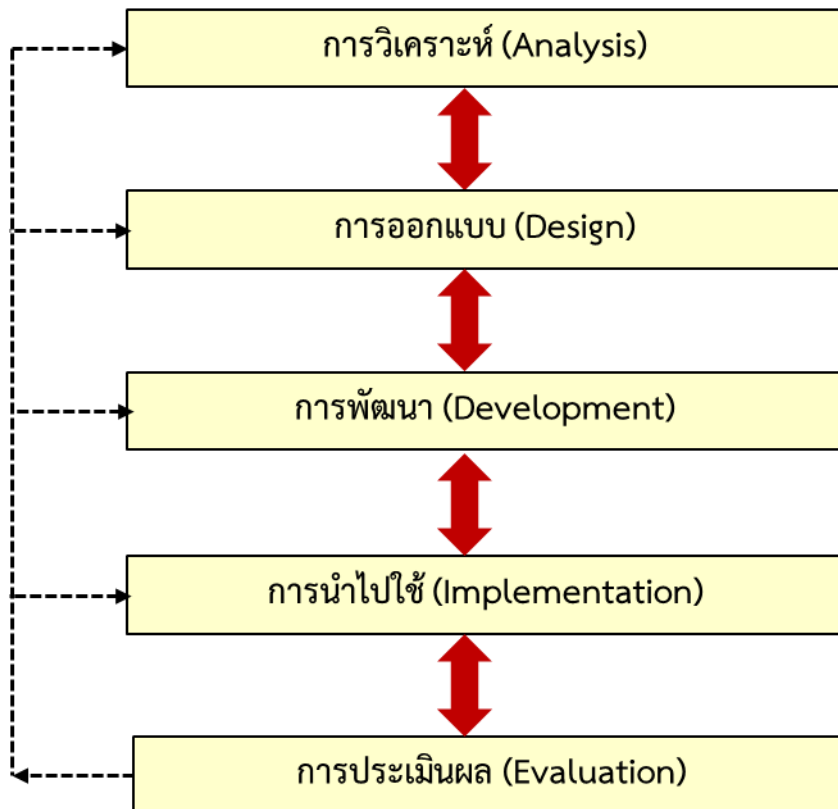 การวิเคราะห์ (Analysis)
การออกแบบ (Design)
การพัฒนา (Development)
การนำไปใช้ (Implementation)
การประเมินผล (Evaluation)